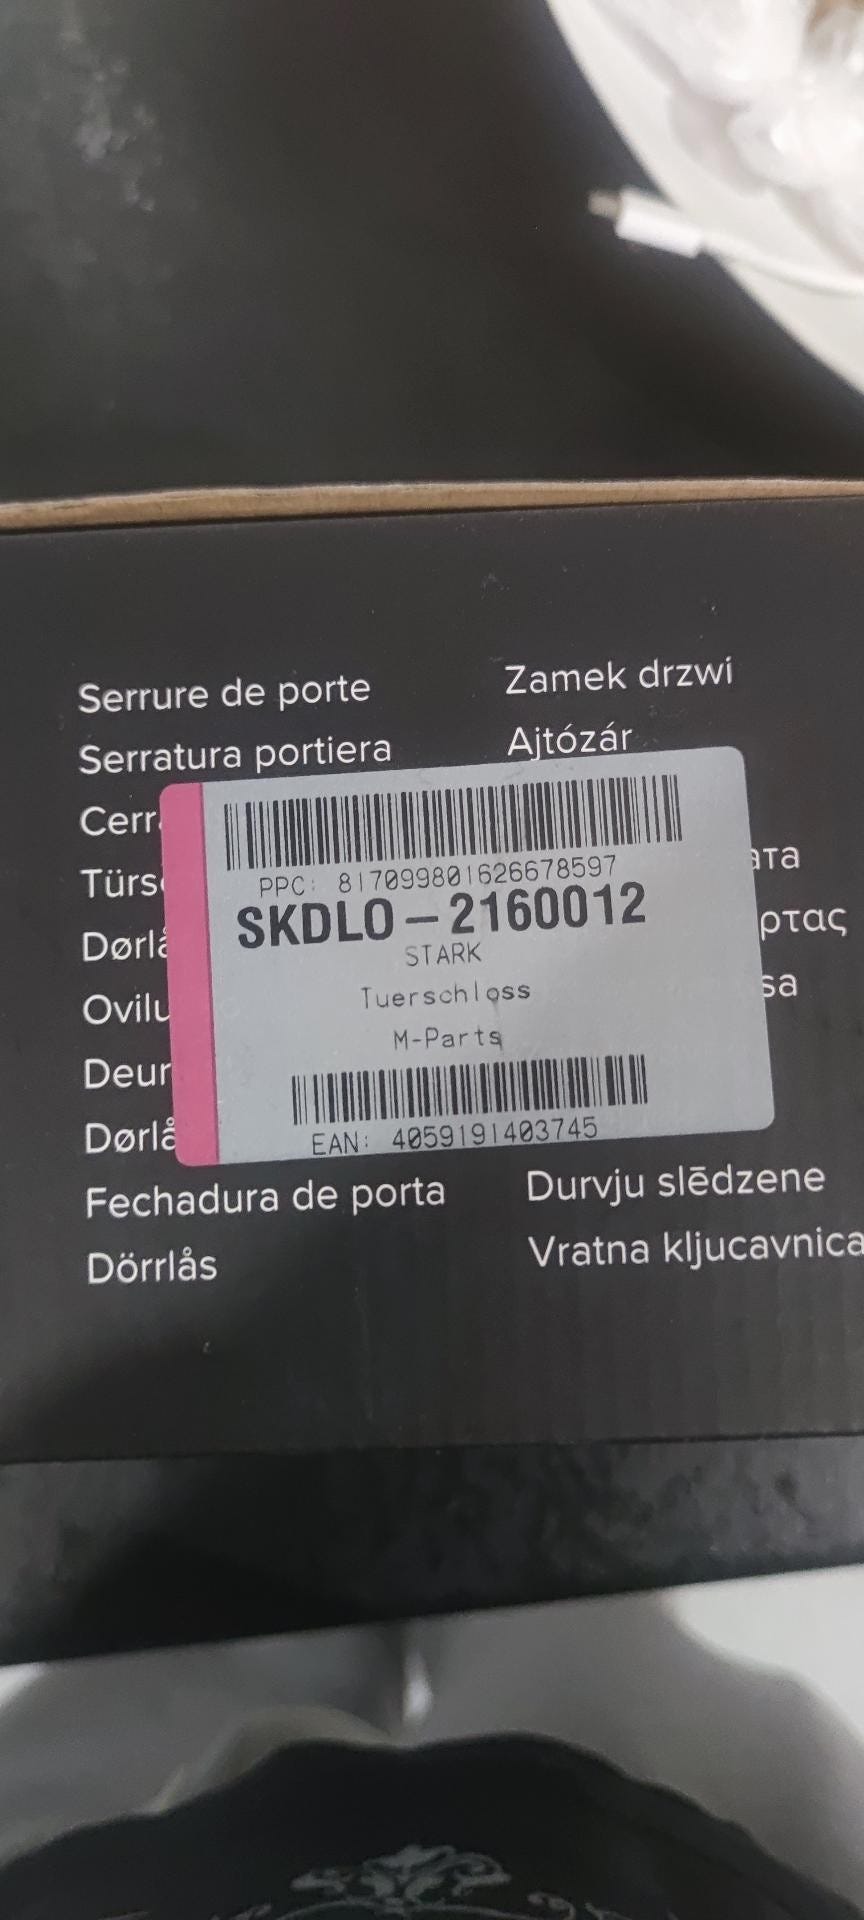 Serrure de porte
Serratura portiera
Zamek drzwi
Ajtózár
PPC: 817099801626678597
SKDLO-2160012
STARK
Tuerschloss
M-Parts
EAN: 4059191403745
Fechadura de porta
Dörrlås
Durvju slēdzene
Vratna ključavnica